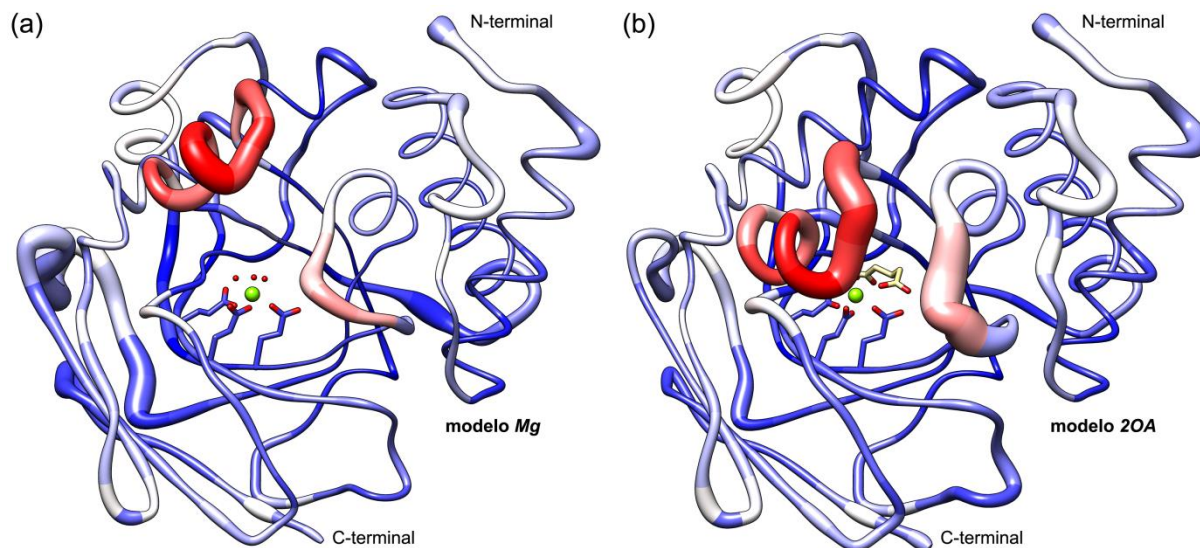 (a)
N-terminal
modelo Mg
C-terminal
(b)
N-terminal
modelo 2OA
C-terminal